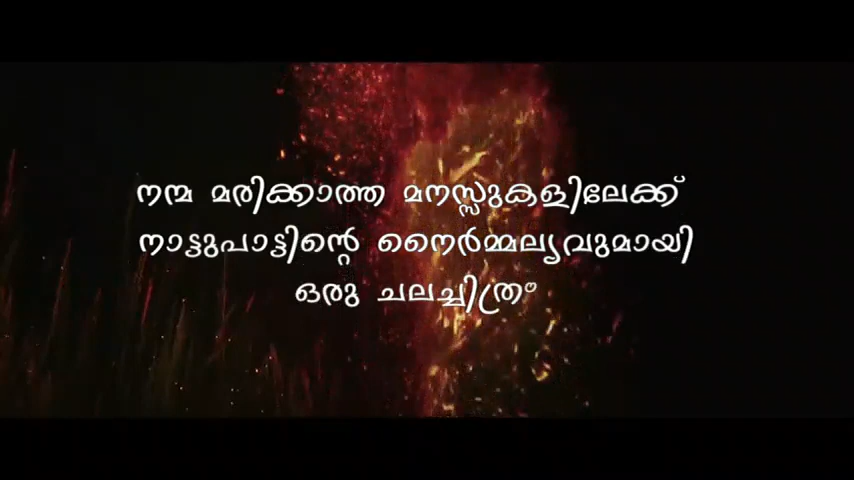 നന്മ മരിക്കാത്ത മനസ്സുകളിലേക്ക്
നാട്ടുപാട്ടിന്റെ നൈർമ്മല്യവുമായി
ഒരു ചലച്ചിത്രം